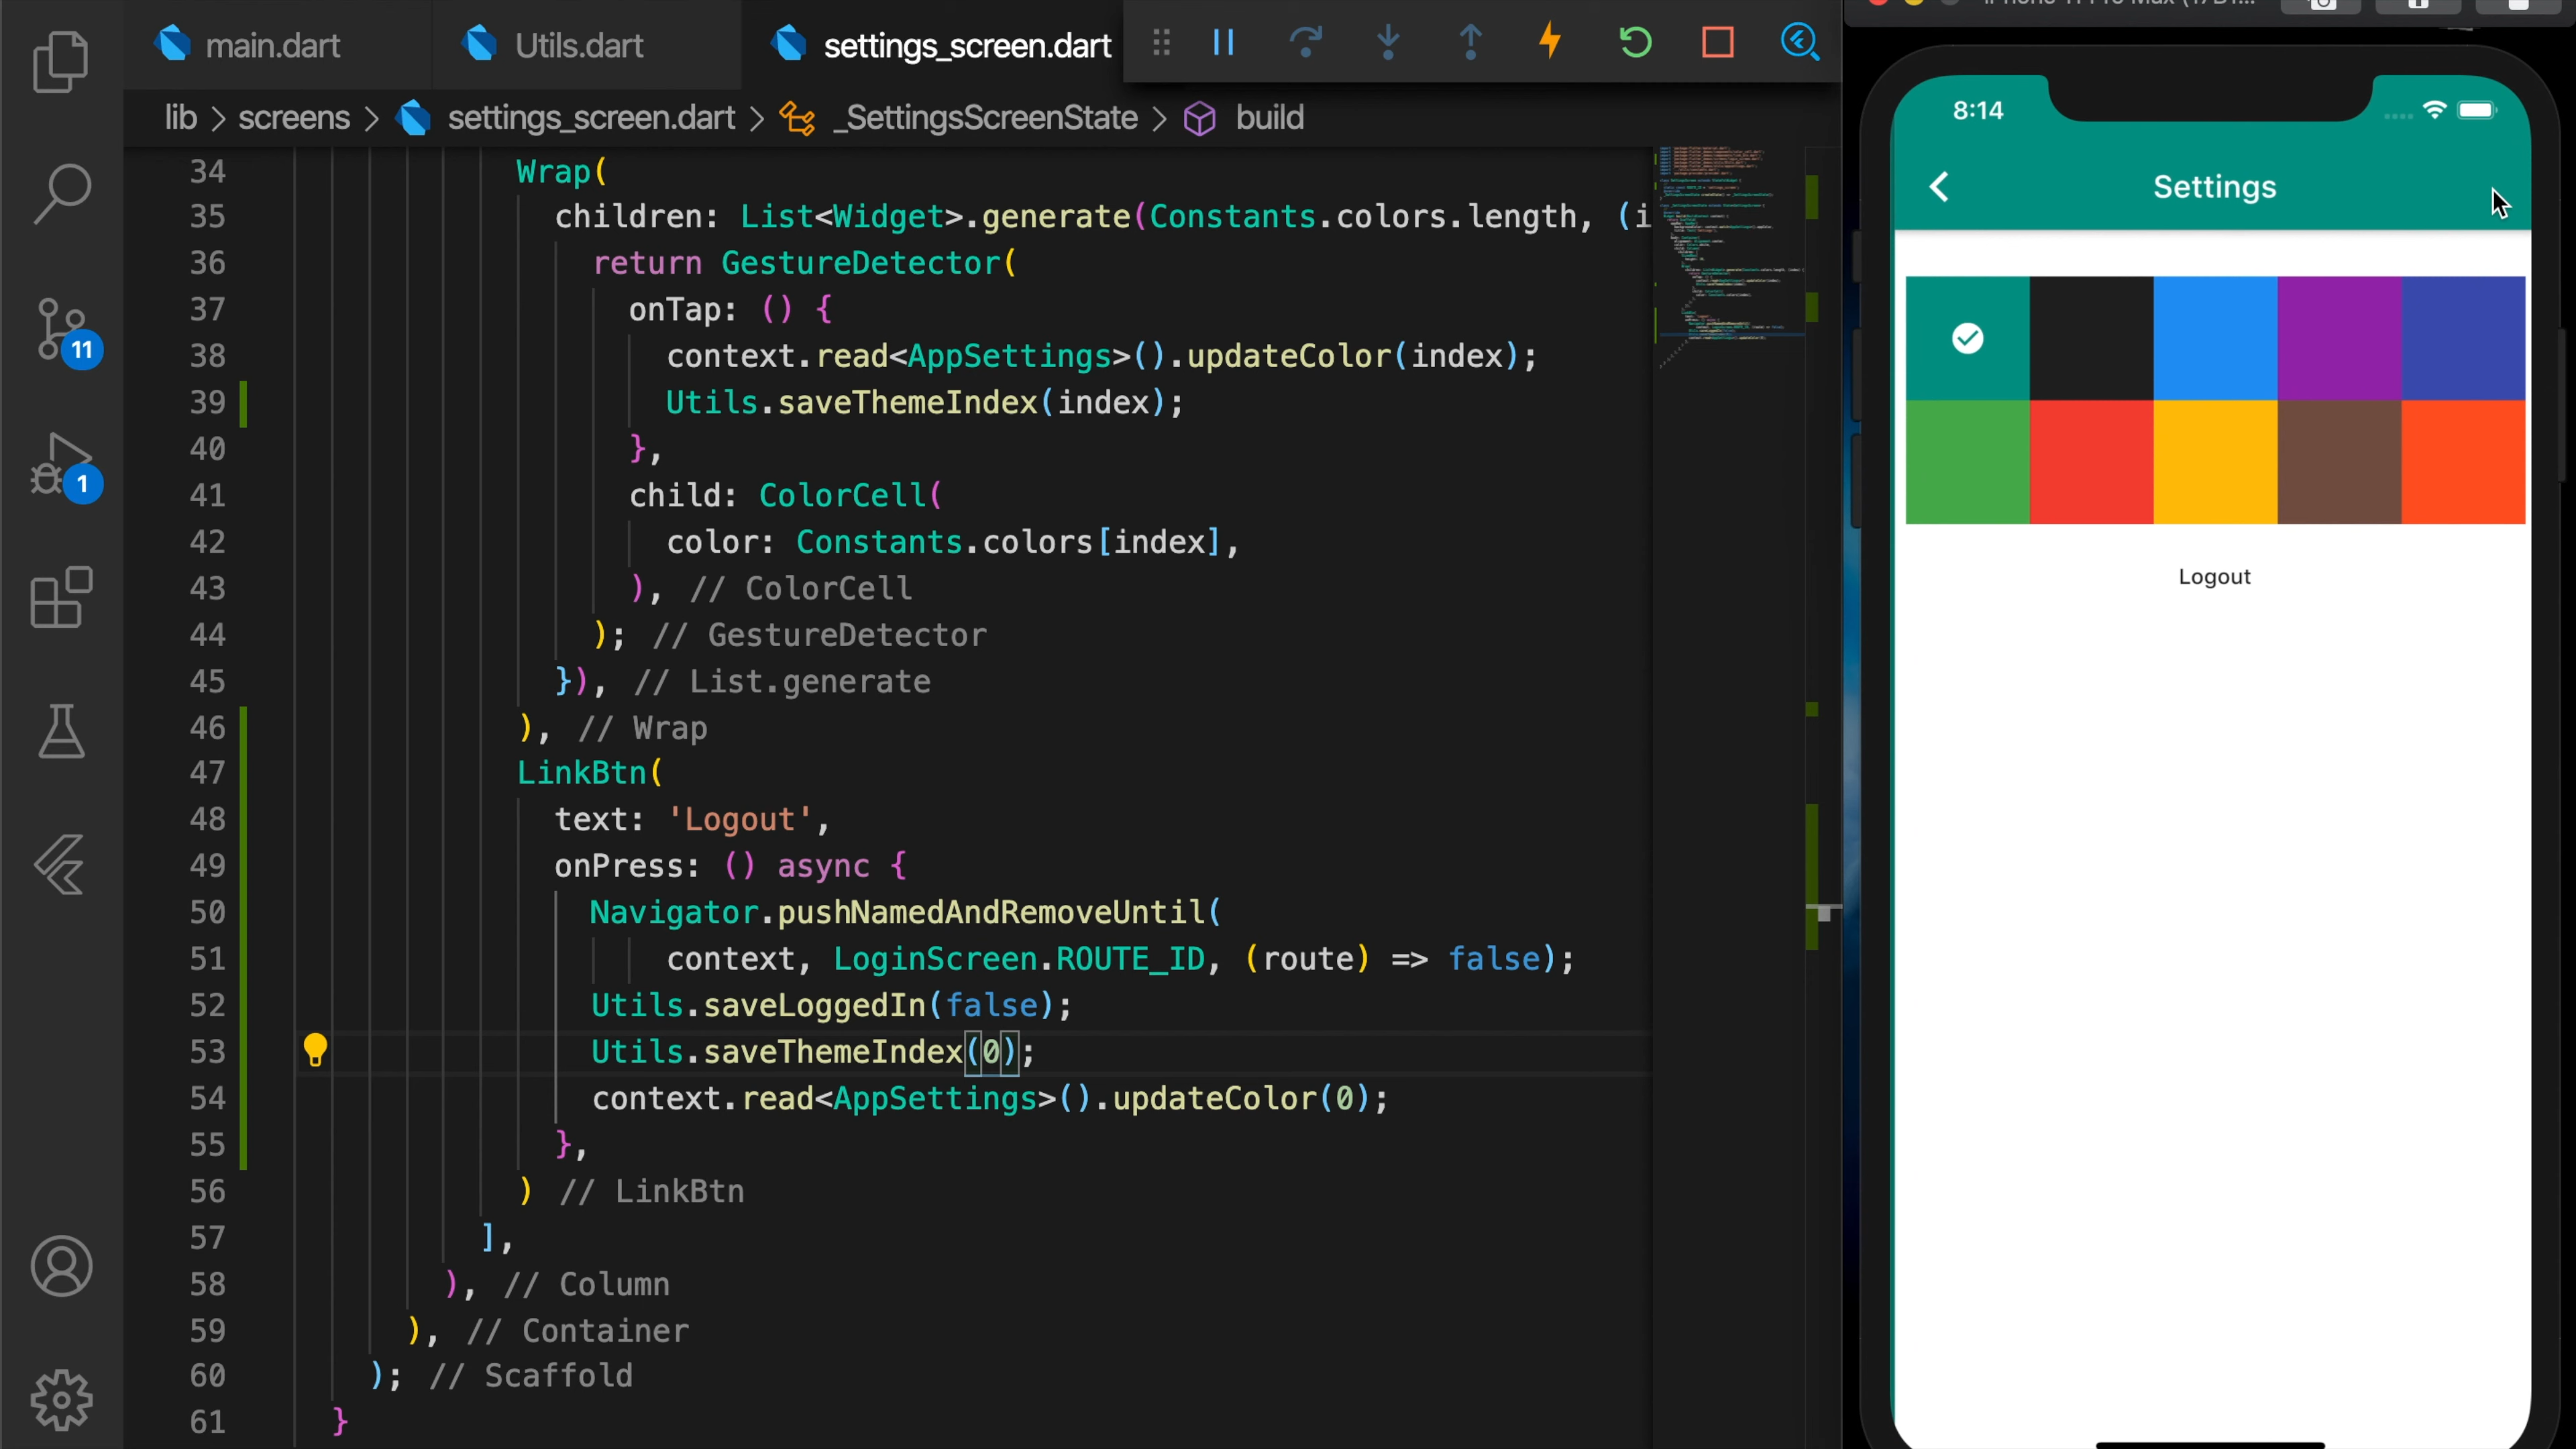 main.dart
Utils.dart
settings_screen.dart
lib > screens > settings_screen.dart > _SettingsScreenState > build
34 Wrap(
35 children: List<Widget>.generate(Constants.colors.length, (i
36 return GestureDetector(
37 onTap: () {
38 context.read<AppSettings>().updateColor(index);
39 Utils.saveThemeIndex(index);
40 },
41 child: ColorCell(
42 color: Constants.colors[index],
43 ), // ColorCell
44 ); // GestureDetector
45 }), // List.generate
46 ), // Wrap
47 LinkBtn(
48 text: 'Logout',
49 onPress: () async {
50 Navigator.pushNamedAndRemoveUntil(
51 context, LoginScreen.ROUTE_ID, (route) => false);
52 Utils.saveLoggedIn(false);
53 Utils.saveThemeIndex(0);
54 context.read<AppSettings>().updateColor(0);
55 },
56 ) // LinkBtn
57 ],
58 ), // Column
59 ), // Container
60 ); // Scaffold
61 }
11
1
8:14
Settings
Logout